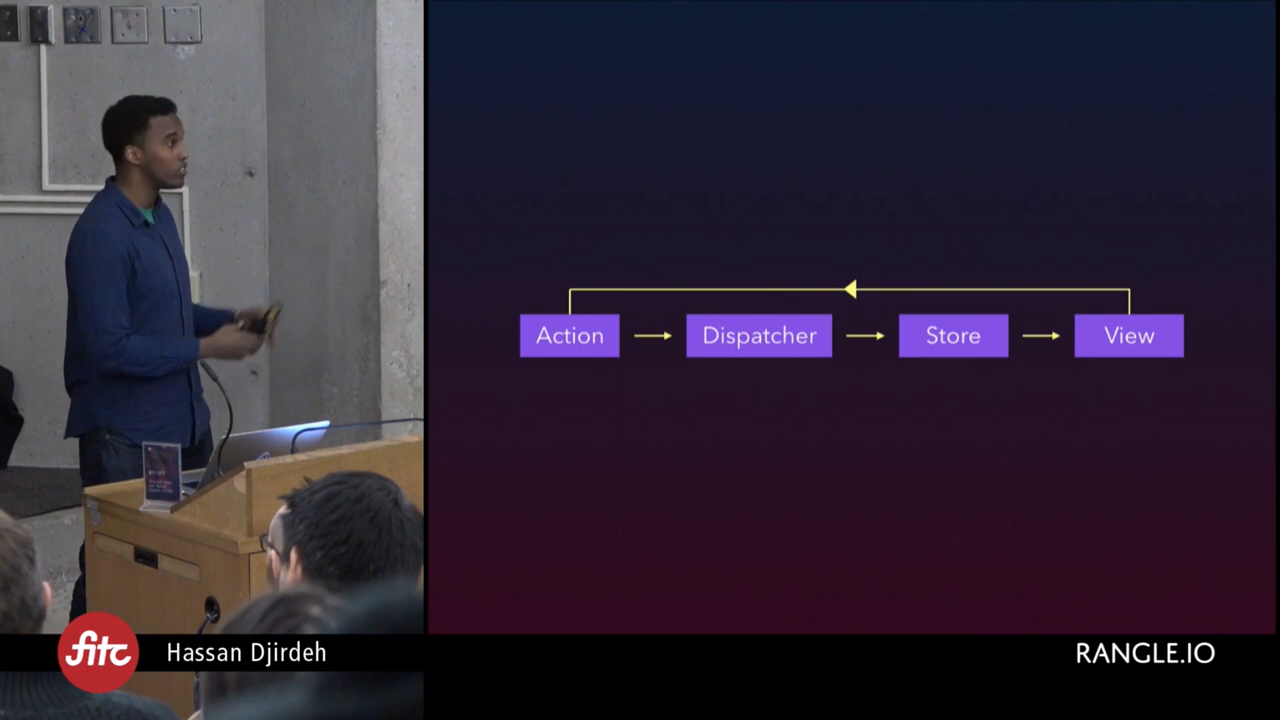 Action
Dispatcher
Store
View
fitc
Hassan Djirdeh
RANGLE.IO